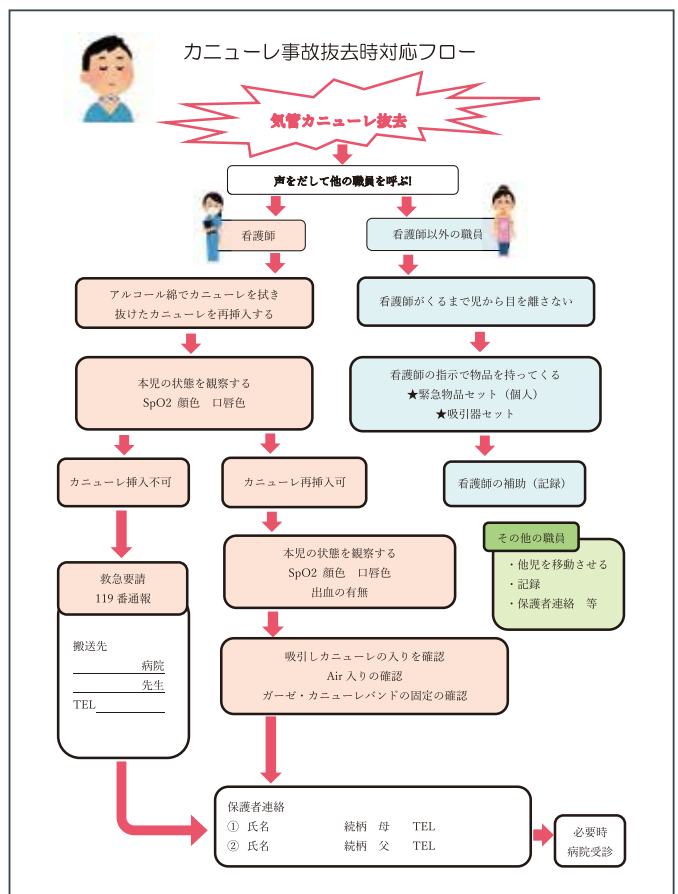 カニューレ事故抜去時対応フロー
気管カニューレ抜去
声をだして他の職員を呼ぶ!
看護師
看護師以外の職員
アルコール綿でカニューレを拭き
抜けたカニューレを再挿入する
看護師がくるまで児から目を離さない
本児の状態を観察する
SpO2 顔色 口唇色
看護師の指示で物品を持ってくる
★緊急物品セット（個人）
★吸引器セット
カニューレ挿入不可
カニューレ再挿入可
看護師の補助（記録）
本児の状態を観察する
SpO2 顔色 口唇色
出血の有無
その他の職員
・他児を移動させる
・記録
・保護者連絡 等
救急要請
119 番通報
搬送先
病院
先生
TEL
吸引しカニューレの入りを確認
Air 入りの確認
ガーゼ・カニューレバンドの固定の確認
保護者連絡
① 氏名 続柄 母 TEL
② 氏名 続柄 父 TEL
必要時
病院受診